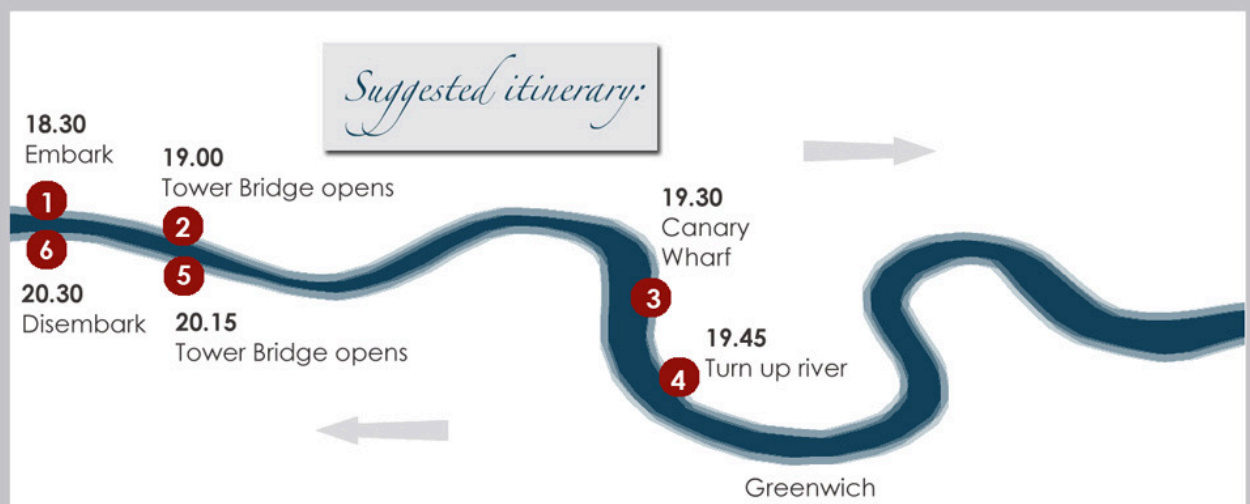 Suggested itinerary:
18.30
Embark
1
19.00
Tower Bridge opens
2
19.30
Canary
Wharf
3
19.45
Turn up river
4
5
20.15
Tower Bridge opens
6
20.30
Disembark
Greenwich